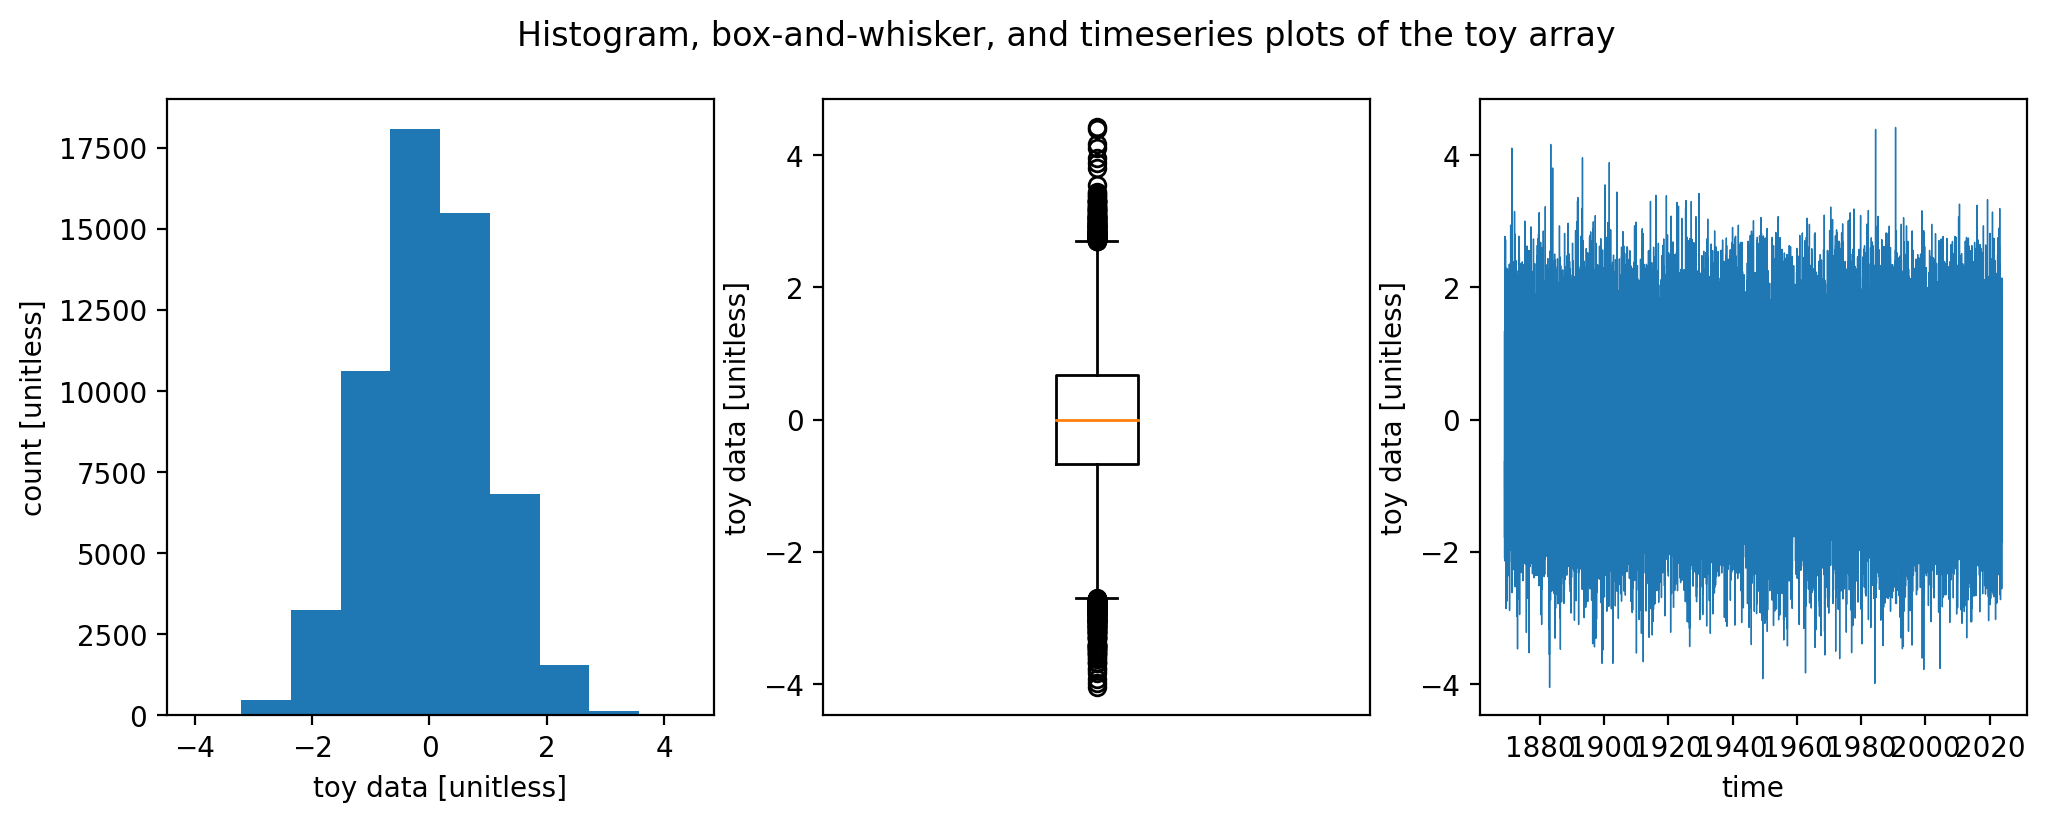 Histogram, box-and-whisker, and timeseries plots of the toy array
count [unitless]
17500
15000
12500
10000
7500
5000
2500
0
−4 −2 0 2 4
toy data [unitless]
toy data [unitless]
4
2
0
−2
−4
toy data [unitless]
4
2
0
−2
−4
1880 1900 1920 1940 1960 1980 2000 2020
time